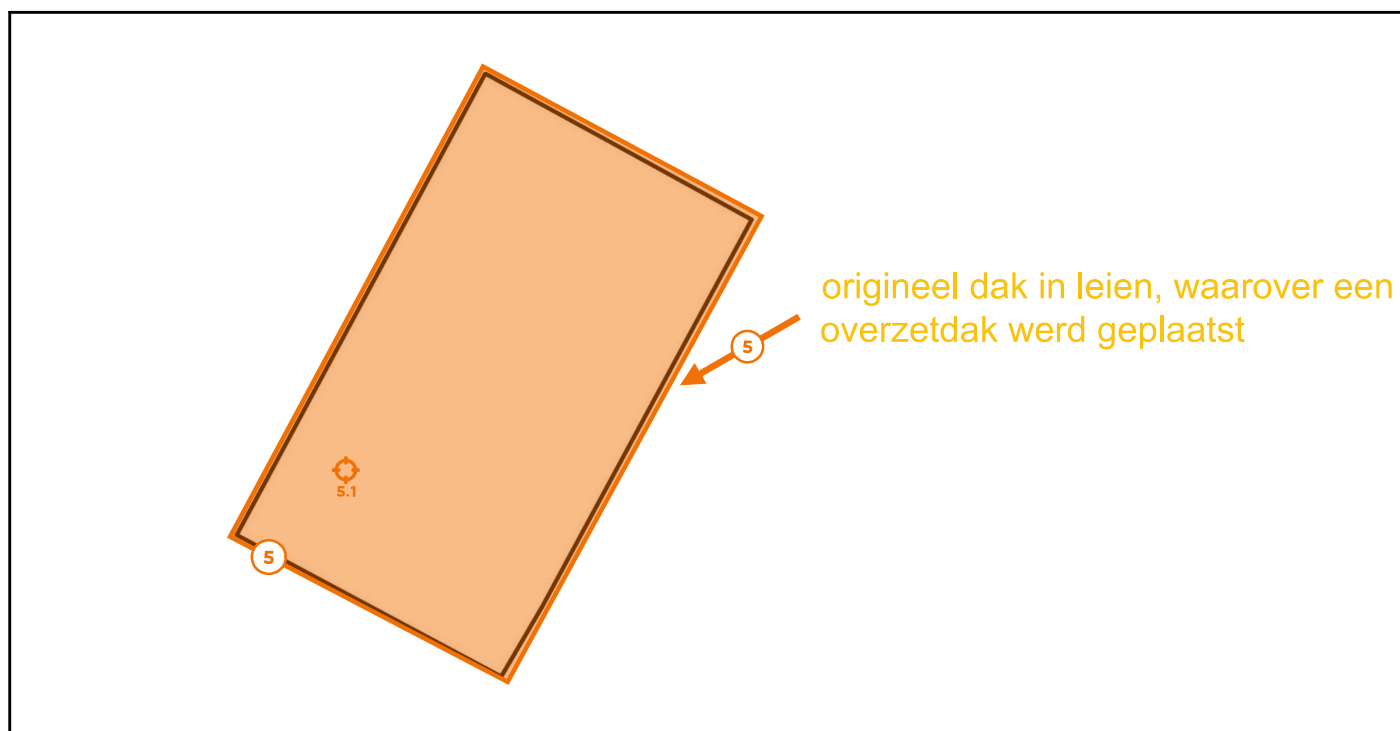 origineel dak in leien, waarover een
overzetdak werd geplaatst
5
5.1
5